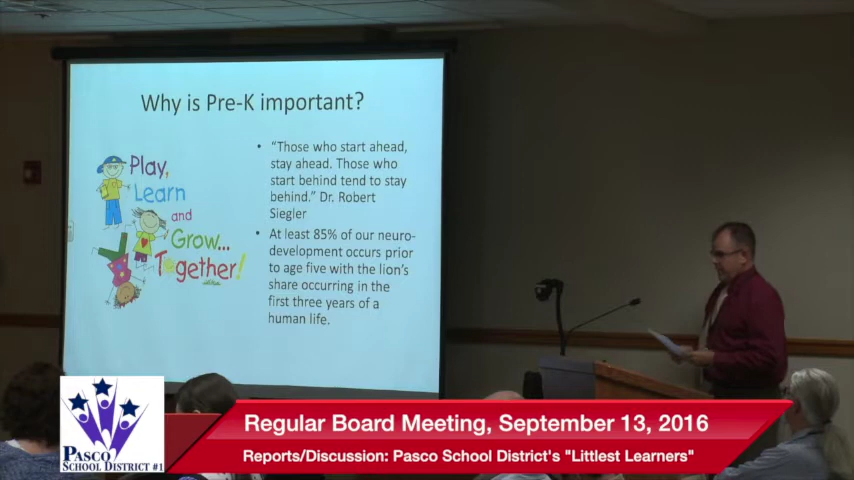 Why is Pre-K important?
Play,
Learn
and
Grow...
Together!
• "Those who start ahead,
stay ahead. Those who
start behind tend to stay
behind." Dr. Robert
Siegler
• At least 85% of our neuro-
development occurs prior
to age five with the lion's
share occurring in the
first three years of a
human life.
PASCO
SCHOOL DISTRICT #1
Regular Board Meeting, September 13, 2016
Reports/Discussion: Pasco School District's "Littlest Learners"